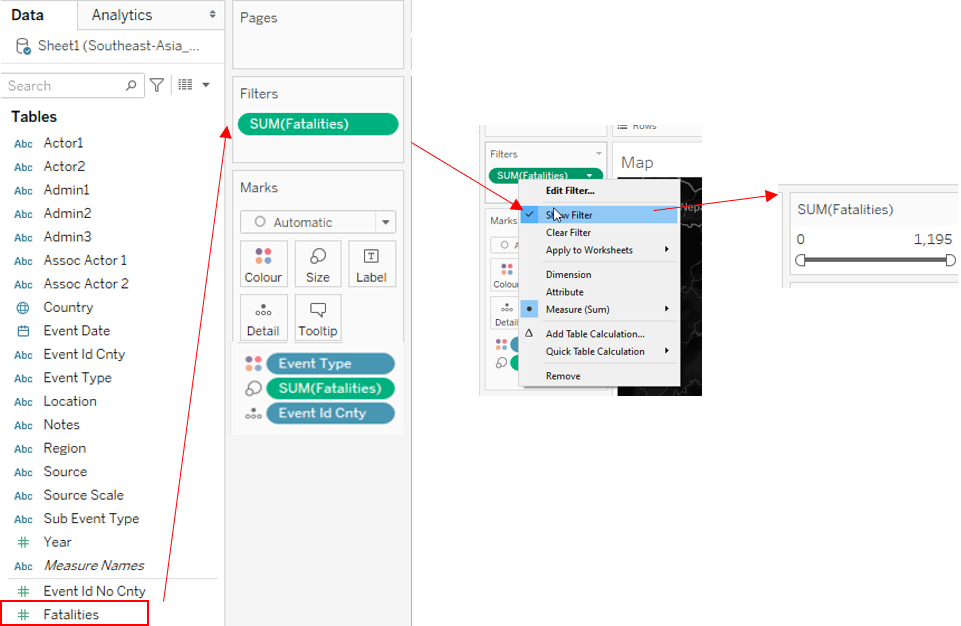 Data
Analytics
Sheet1 (Southeast-Asia_...
Search
Tables
Abc Actor1
Abc Actor2
Abc Admin1
Abc Admin2
Abc Admin3
Abc Assoc Actor 1
Abc Assoc Actor 2
Country
Event Date
Abc Event Id Cnty
Abc Event Type
Abc Location
Abc Notes
Abc Region
Abc Source
Abc Source Scale
Abc Sub Event Type
# Year
Abc Measure Names
# Event Id No Cnty
# Fatalities
Pages
Filters
SUM(Fatalities)
Marks
Automatic
Colour Size Label
Detail Tooltip
Event Type
SUM(Fatalities)
Event Id Cnty
Rows
Filters
SUM(Fatalities)
Map
Nep
Marks
A
Colou
Detail
Edit Filter...
Show Filter
Clear Filter
Apply to Worksheets
Dimension
Attribute
Measure (Sum)
Add Table Calculation...
Quick Table Calculation
Remove
SUM(Fatalities)
0 1,195